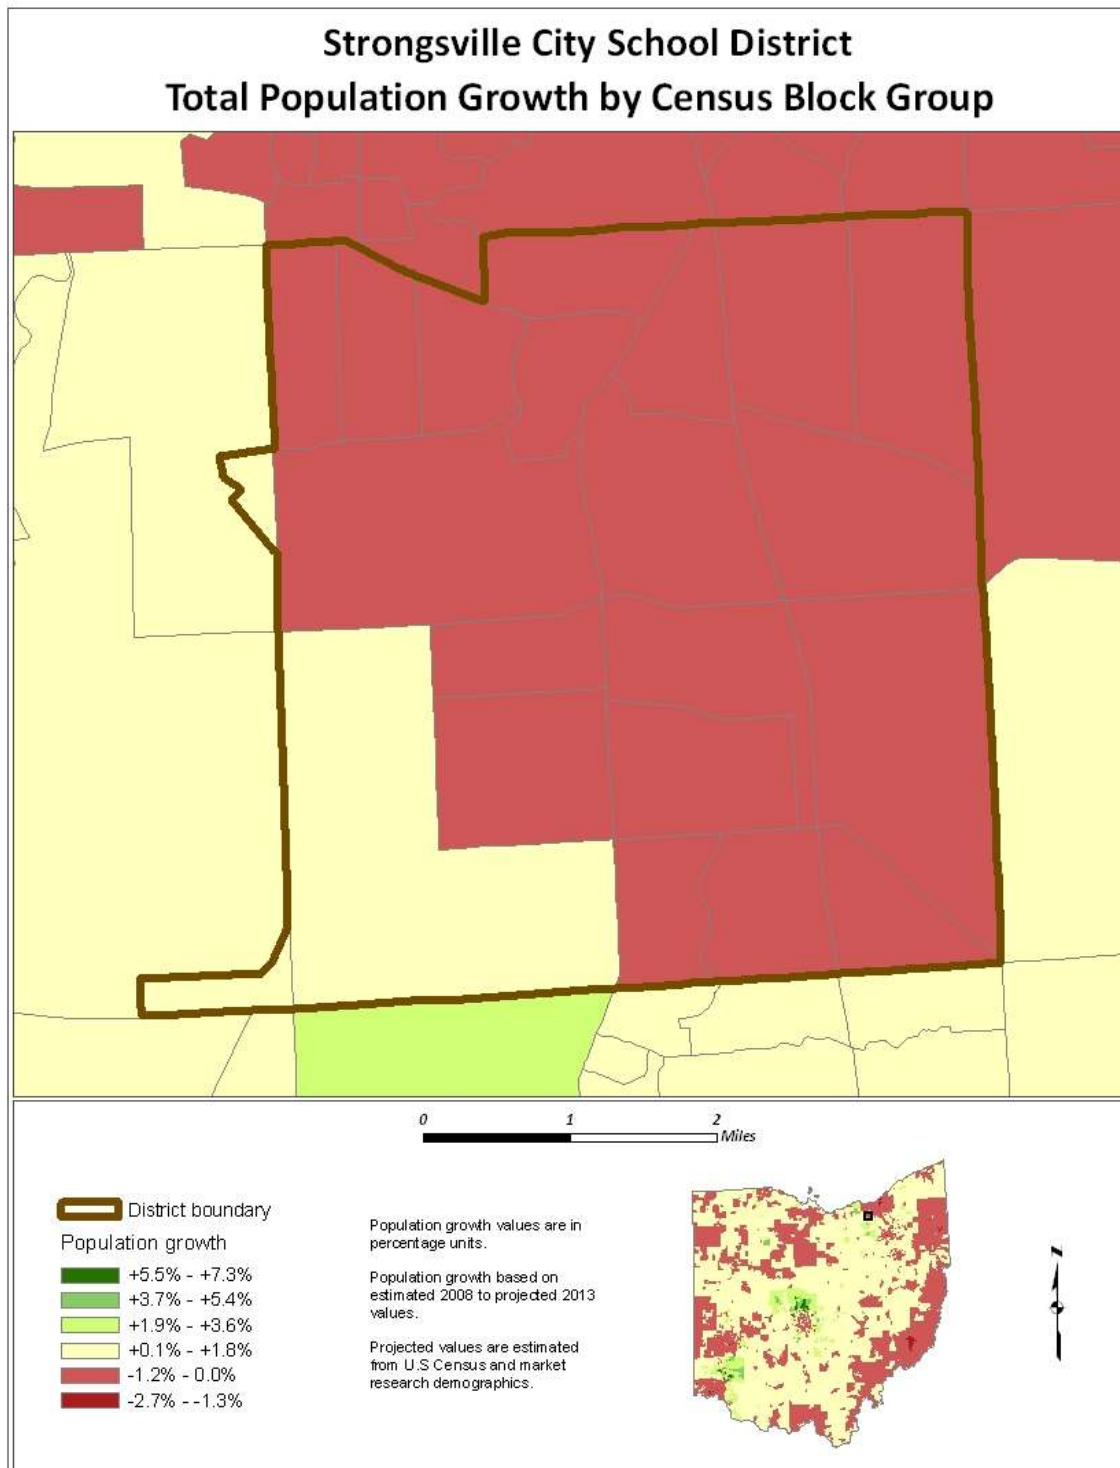 Strongsville City School District
Total Population Growth by Census Block Group
0 1 2
Miles
District boundary
Population growth
+5.5% - +7.3%
+3.7% - +5.4%
+1.9% - +3.6%
+0.1% - +1.8%
-1.2% - 0.0%
-2.7% - -1.3%
Population growth values are in
percentage units.
Population growth based on
estimated 2008 to projected 2013
values.
Projected values are estimated
from U.S Census and market
research demographics.
N